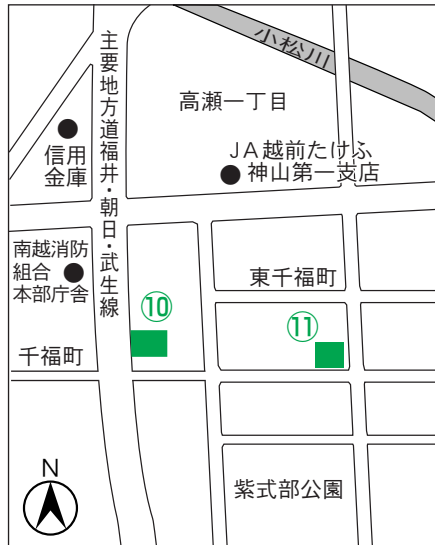 小松川
主要地方道福井・朝日・武生線
高瀬一丁目
信用
金庫
JA越前たけふ
神山第一支店
南越消防
組合
本部庁舎
東千福町
⑩
⑪
千福町
N
紫式部公園